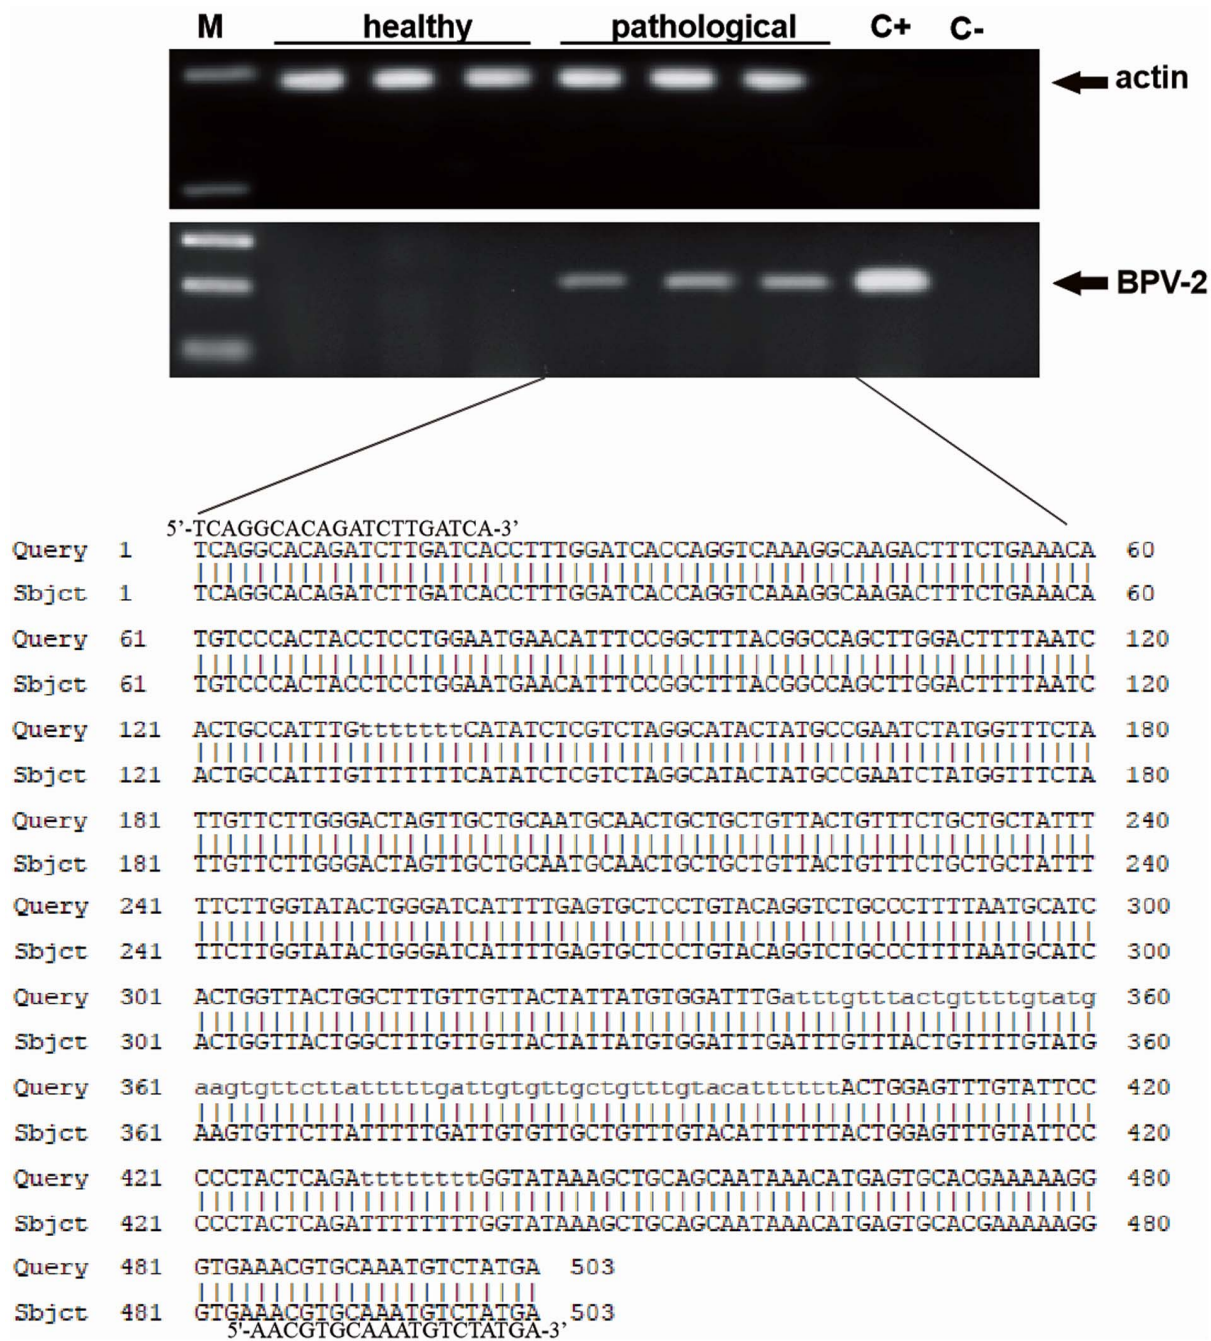 M healthy pathological C+ C-
actin
BPV-2
5’-TCAGGCACAGATCTTGATCA-3’
Query 1 TCAGGCACAGATCTTGATCACCTTTGGATCACCAGGTCAAAGGCAAGACTTTCTGAAACA 60
Sbjct 1 TCAGGCACAGATCTTGATCACCTTTGGATCACCAGGTCAAAGGCAAGACTTTCTGAAACA 60
Query 61 TGTCCCACTACCTCCTGGAATGAACATTTCCGGCTTTACGGCCAGCTTGGACTTTTAATC 120
Sbjct 61 TGTCCCACTACCTCCTGGAATGAACATTTCCGGCTTTACGGCCAGCTTGGACTTTTAATC 120
Query 121 ACTGCCATTTGtttttttCATATCTCGTCTAGGCATACTATGCCGAATCTATGGTTTCTA 180
Sbjct 121 ACTGCCATTTGTTTTTTTCATATCTCGTCTAGGCATACTATGCCGAATCTATGGTTTCTA 180
Query 181 TTGTTCTTGGGACTAGTTGCTGCAATGCAACTGCTGCTGTTACTGTTTCTGCTGCTATTT 240
Sbjct 181 TTGTTCTTGGGACTAGTTGCTGCAATGCAACTGCTGCTGTTACTGTTTCTGCTGCTATTT 240
Query 241 TTCTTGGTATACTGGGATCATTTTGAGTGCTCCTGTACAGGTCTGCCCTTTTAATGCATC 300
Sbjct 241 TTCTTGGTATACTGGGATCATTTTGAGTGCTCCTGTACAGGTCTGCCCTTTTAATGCATC 300
Query 301 ACTGGTTACTGGCTTTGTTGTTACTATTATGTGGATTTGatttgtttactgttttgtatg 360
Sbjct 301 ACTGGTTACTGGCTTTGTTGTTACTATTATGTGGATTTGATTTGTTTACTGTTTTGTATG 360
Query 361 aagtgttcttatttttgattgtgttgctgtttgtacattttttACTGGAGTTTGTATTCC 420
Sbjct 361 AAGTGTTCTTATTTTTGATTGTGTTGCTGTTTGTACATTTTTTACTGGAGTTTGTATTCC 420
Query 421 CCCTACTCAGAttttttttGGTATAAAGCTGCAGCAATAAACATGAGTGCACGAAAAAGG 480
Sbjct 421 CCCTACTCAGATTTTTTTTGGTATAAAGCTGCAGCAATAAACATGAGTGCACGAAAAAGG 480
Query 481 GTGAAACGTGCAAATGTCTATGA 503
Sbjct 481 GTGAAACGTGCAAATGTCTATGA 503
5'-AACGTGCAAATGTCTATGA-3’